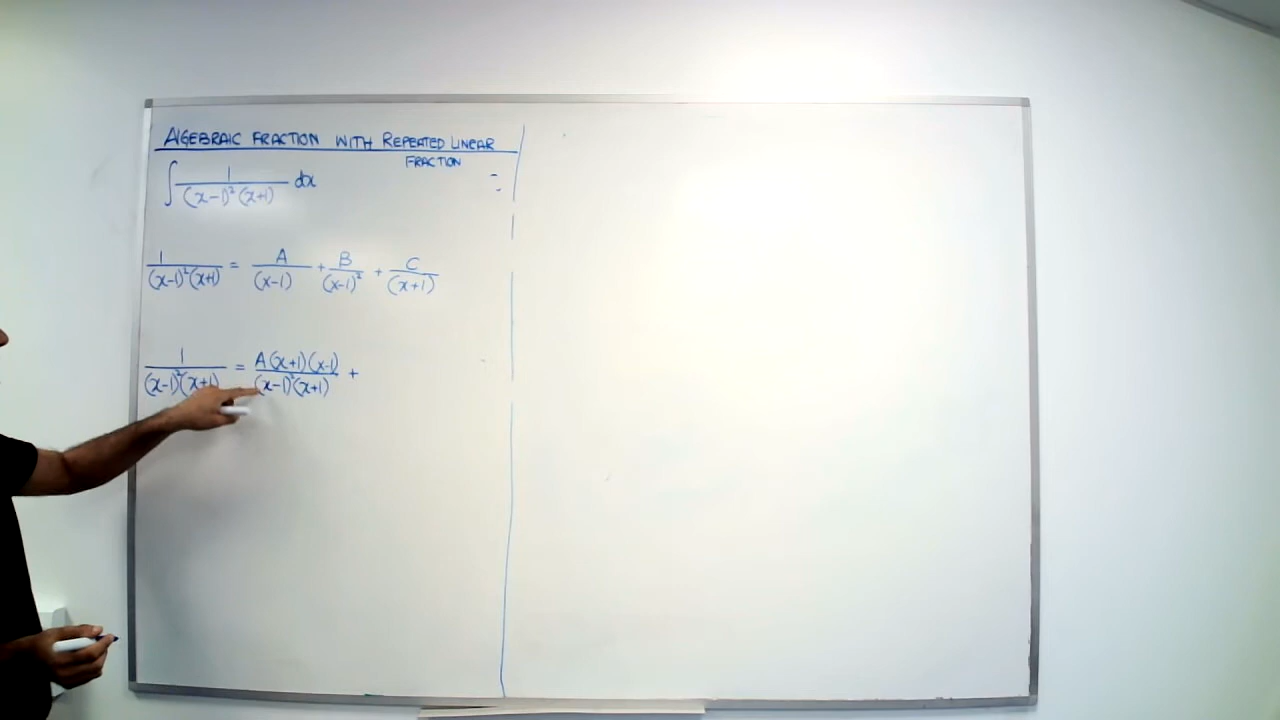 ALGEBRAIC FRACTION WITH REPEATED LINEAR
FRACTION
∫ 1/((x-1)²(x+1)) dx =
1/((x-1)²(x+1)) = A/(x-1) + B/(x-1)² + C/(x+1)
1/((x-1)²(x+1)) = A(x+1)(x-1)/((x-1)²(x+1)) +